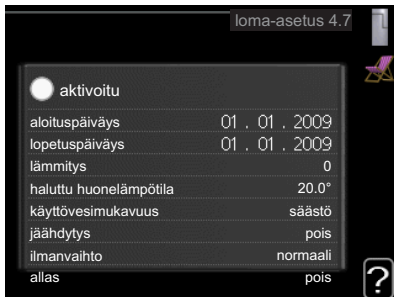 loma-asetus 4.7
aktivoitu
aloituspäiväys 01 . 01 . 2009
lopetuspäiväys 01 . 01 . 2009
lämmitys 0
haluttu huonelämpötila 20.0°
käyttövesimukavuus säästö
jäähdytys pois
ilmanvaihto normaali
allas pois
?